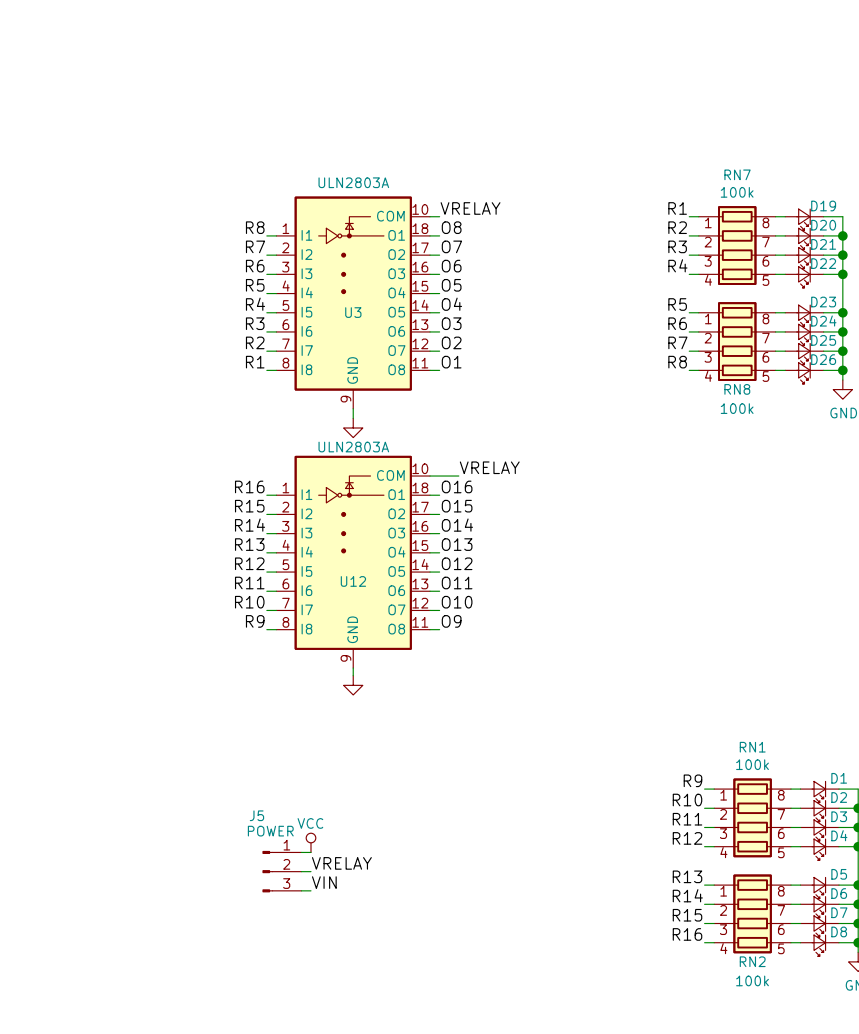 ULN2803A
R8 1 I1
R7 2 I2
R6 3 I3
R5 4 I4
R4 5 I5
R3 6 I6
R2 7 I7
R1 8 I8
COM 10 VRELAY
O1 18 O8
O2 17 O7
O3 16 O6
O4 15 O5
O5 14 O4
O6 13 O3
O7 12 O2
O8 11 O1
U3
GND
9
ULN2803A
R16 1 I1
R15 2 I2
R14 3 I3
R13 4 I4
R12 5 I5
R11 6 I6
R10 7 I7
R9 8 I8
COM 10 VRELAY
O1 18 O16
O2 17 O15
O3 16 O14
O4 15 O13
O5 14 O12
O6 13 O11
O7 12 O10
O8 11 O9
U12
GND
9
J5
POWER
VCC
1
2 VRELAY
3 VIN
RN7
100k
R1 1 8 D19
R2 2 7 D20
R3 3 6 D21
R4 4 5 D22
R5 1 8 D23
R6 2 7 D24
R7 3 6 D25
R8 4 5 D26
RN8
100k
GND
RN1
100k
R9 1 8 D1
R10 2 7 D2
R11 3 6 D3
R12 4 5 D4
R13 1 8 D5
R14 2 7 D6
R15 3 6 D7
R16 4 5 D8
RN2
100k